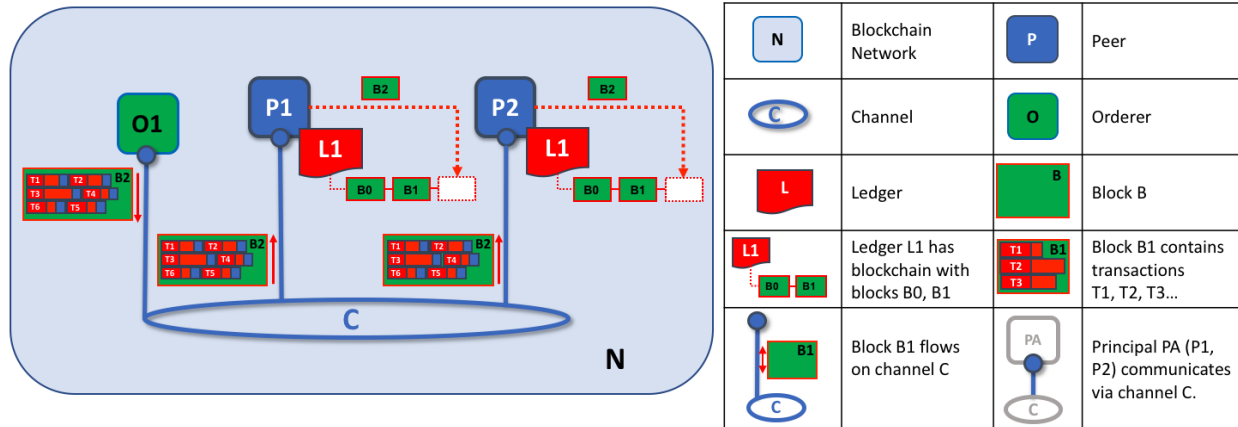 O1
P1
B2
P2
B2
L1
L1
B0 B1
B0 B1
T1 T2 B2
T3 T4
T6 T5
T1 T2 B2
T3 T4
T6 T5
T1 T2 B2
T3 T4
T6 T5
C
N
N
Blockchain
Network
P
Peer
C
Channel
O
Orderer
L
Ledger
B
Block B
L1
B0 B1
Ledger L1 has
blockchain with
blocks B0, B1
T1 B1
T2
T3
Block B1 contains
transactions
T1, T2, T3...
B1
C
Block B1 flows
on channel C
PA
C
Principal PA (P1,
P2) communicates
via channel C.